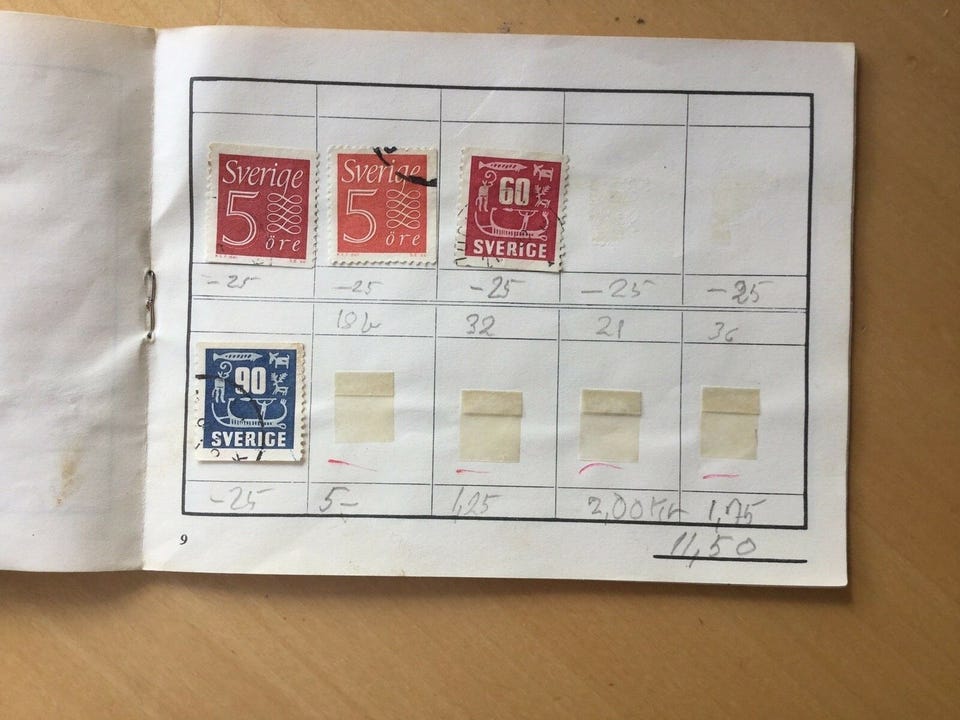 Sverige
5
öre
Sverige
5
öre
60
SVERIGE
-25 -25 -25 -25 -25
18b 32 21 36
90
SVERIGE
-25 5- 1,25 2,00 Kr 1,75
9
11,50